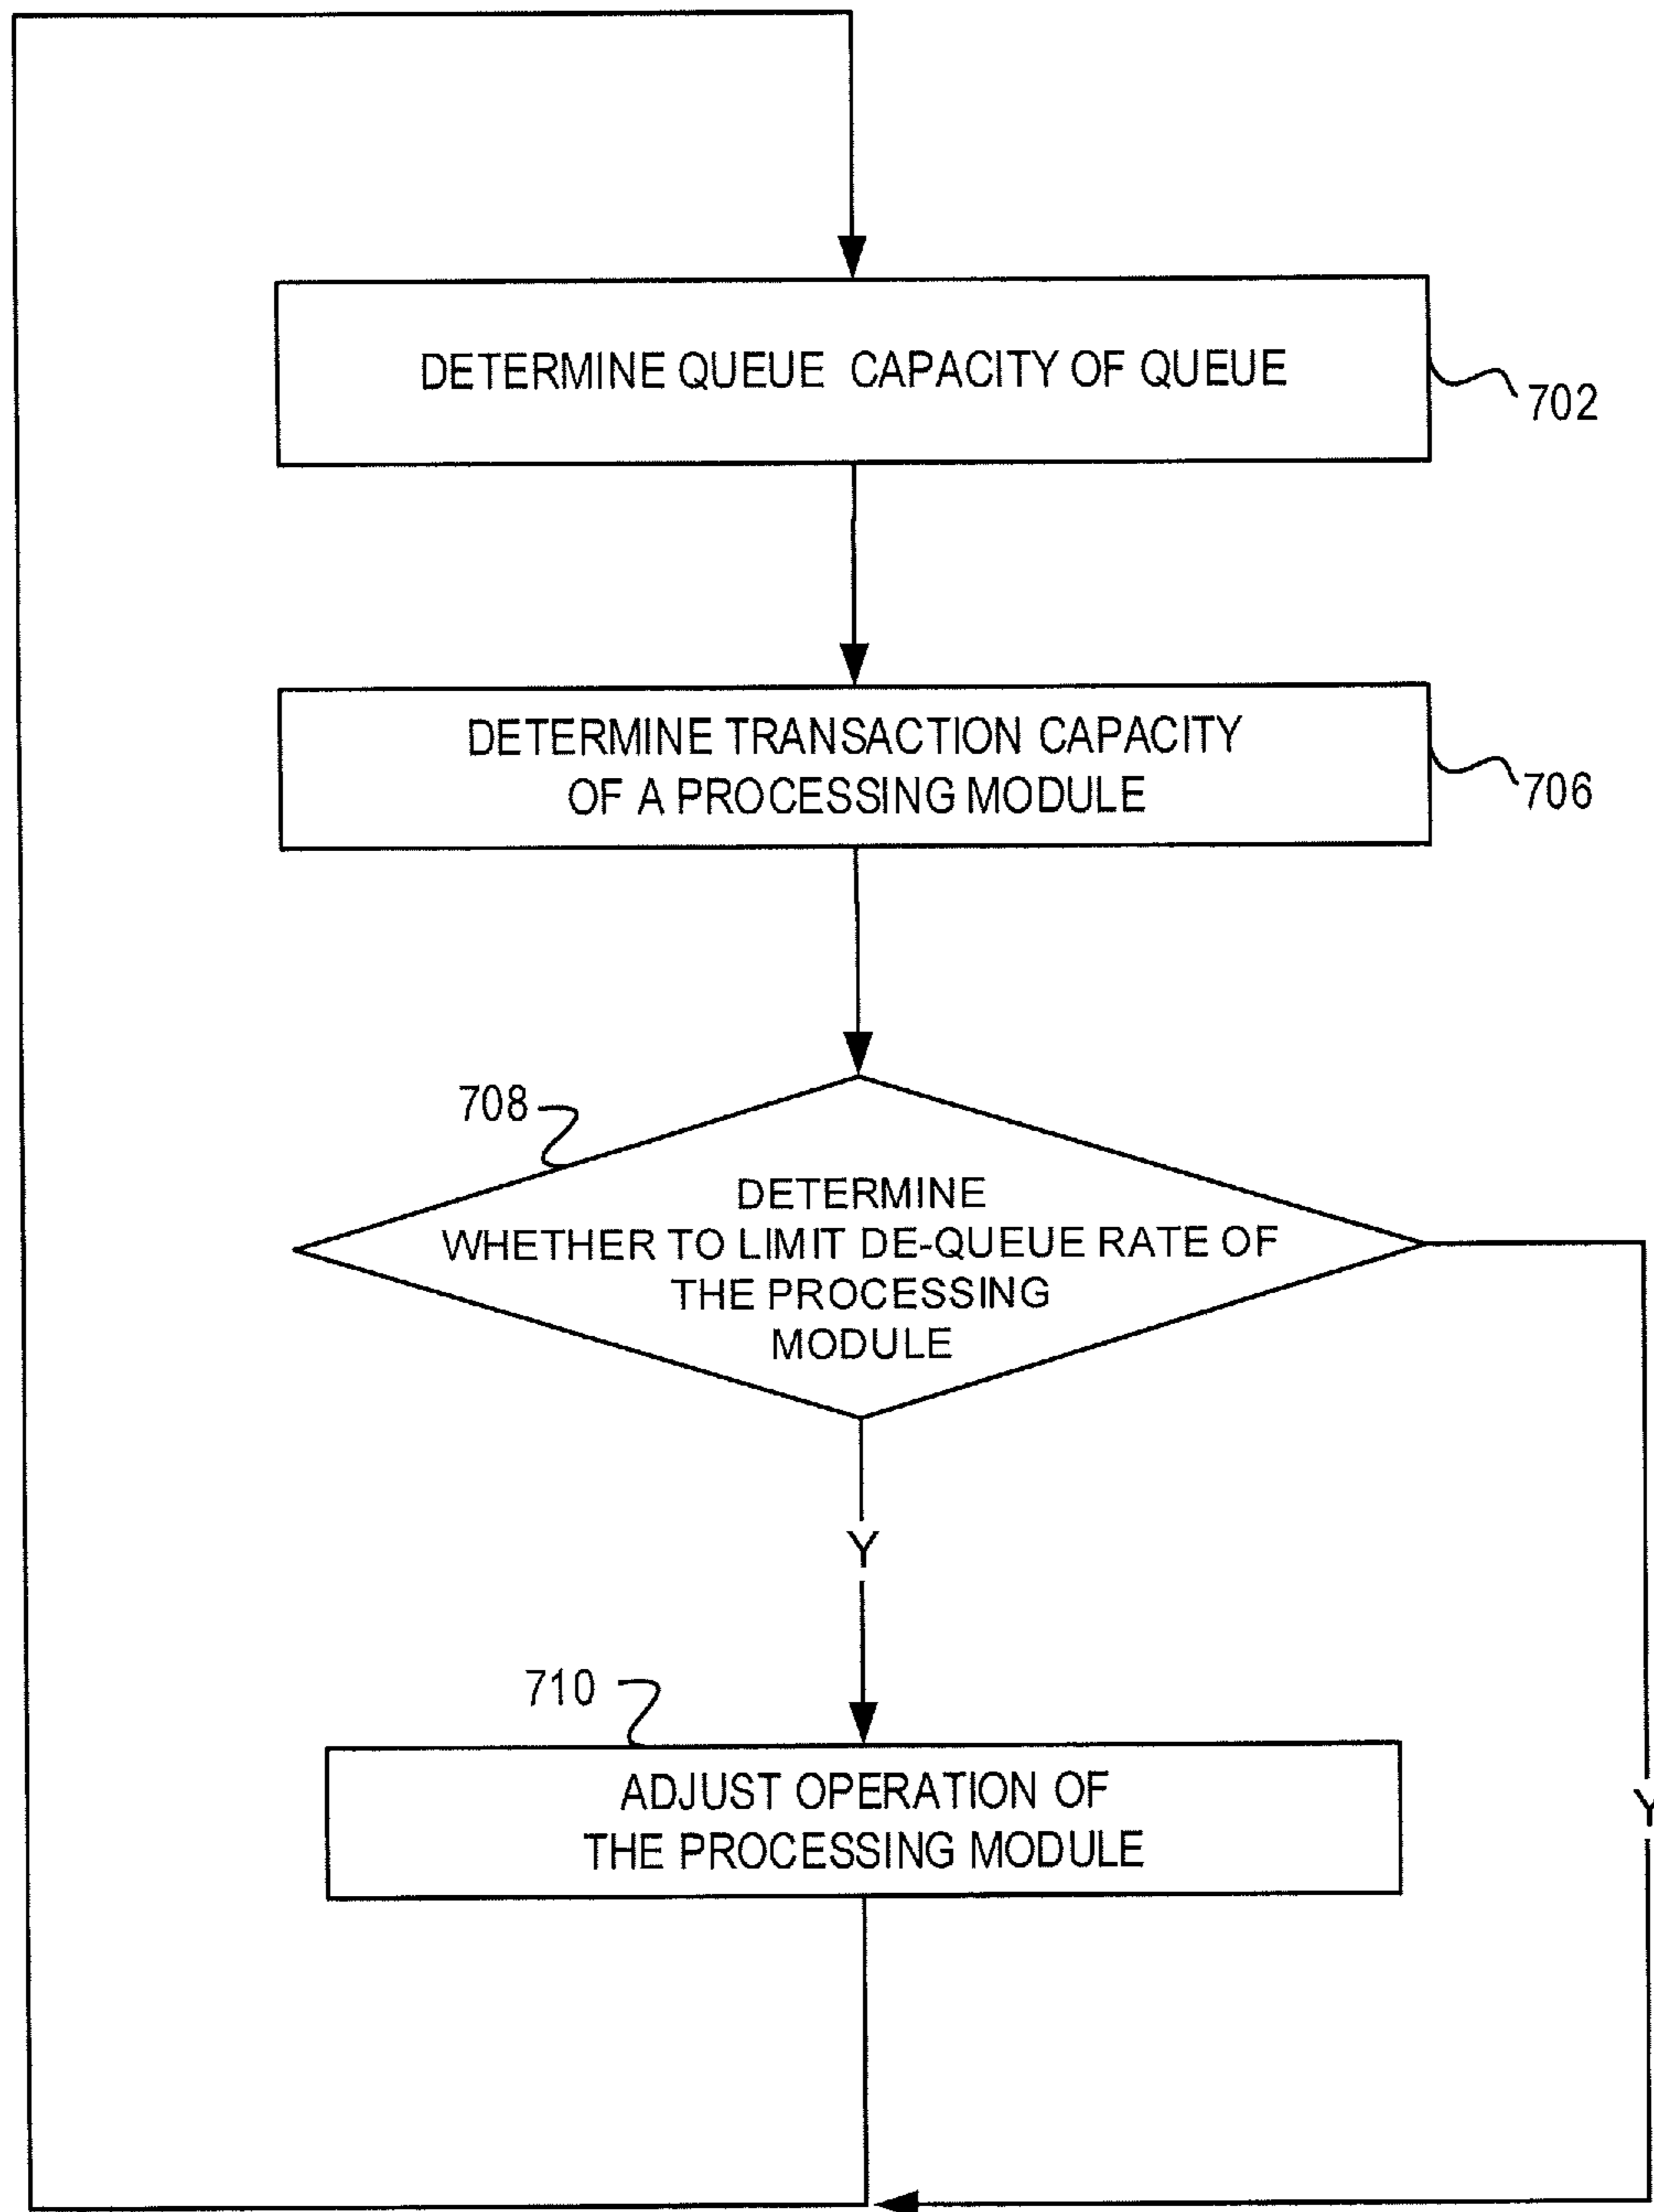 DETERMINE QUEUE CAPACITY OF QUEUE
702
DETERMINE TRANSACTION CAPACITY
OF A PROCESSING MODULE
706
708
DETERMINE
WHETHER TO LIMIT DE-QUEUE RATE OF
THE PROCESSING
MODULE
Y
710
ADJUST OPERATION OF
THE PROCESSING MODULE
Y